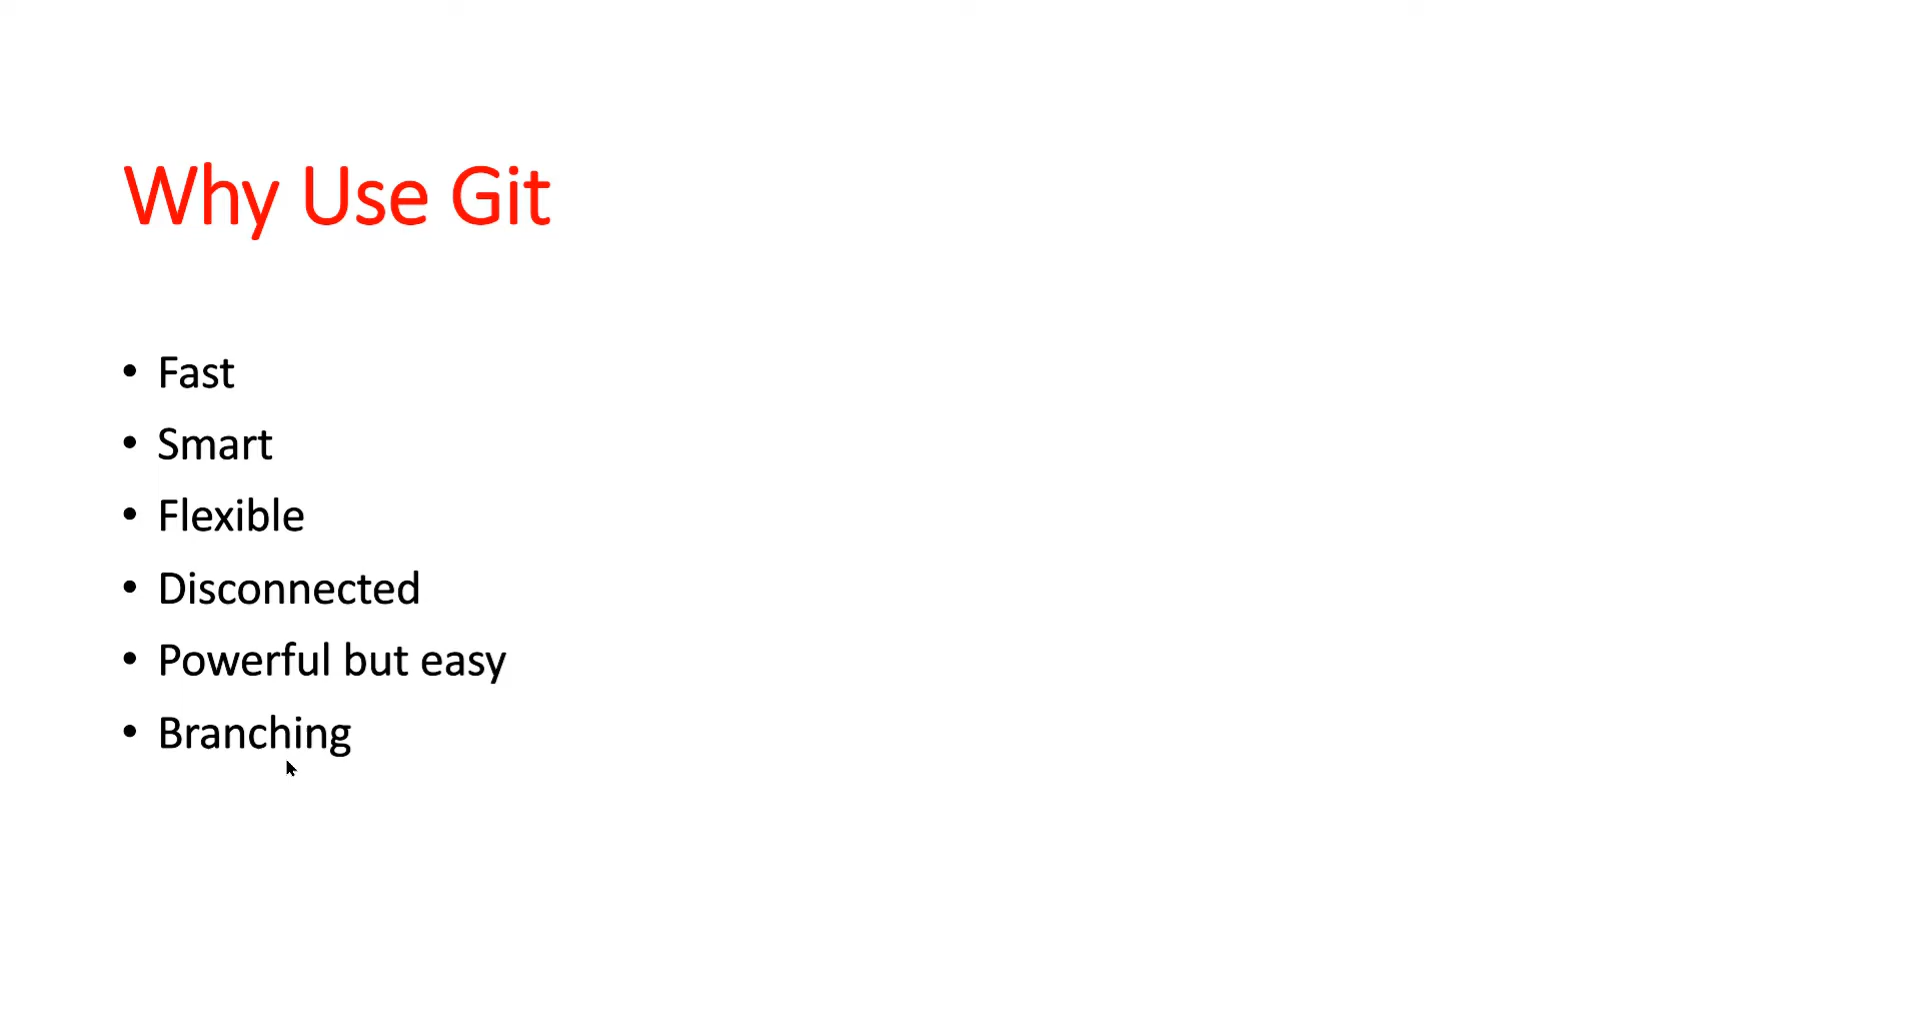 Why Use Git
• Fast
• Smart
• Flexible
• Disconnected
• Powerful but easy
• Branching